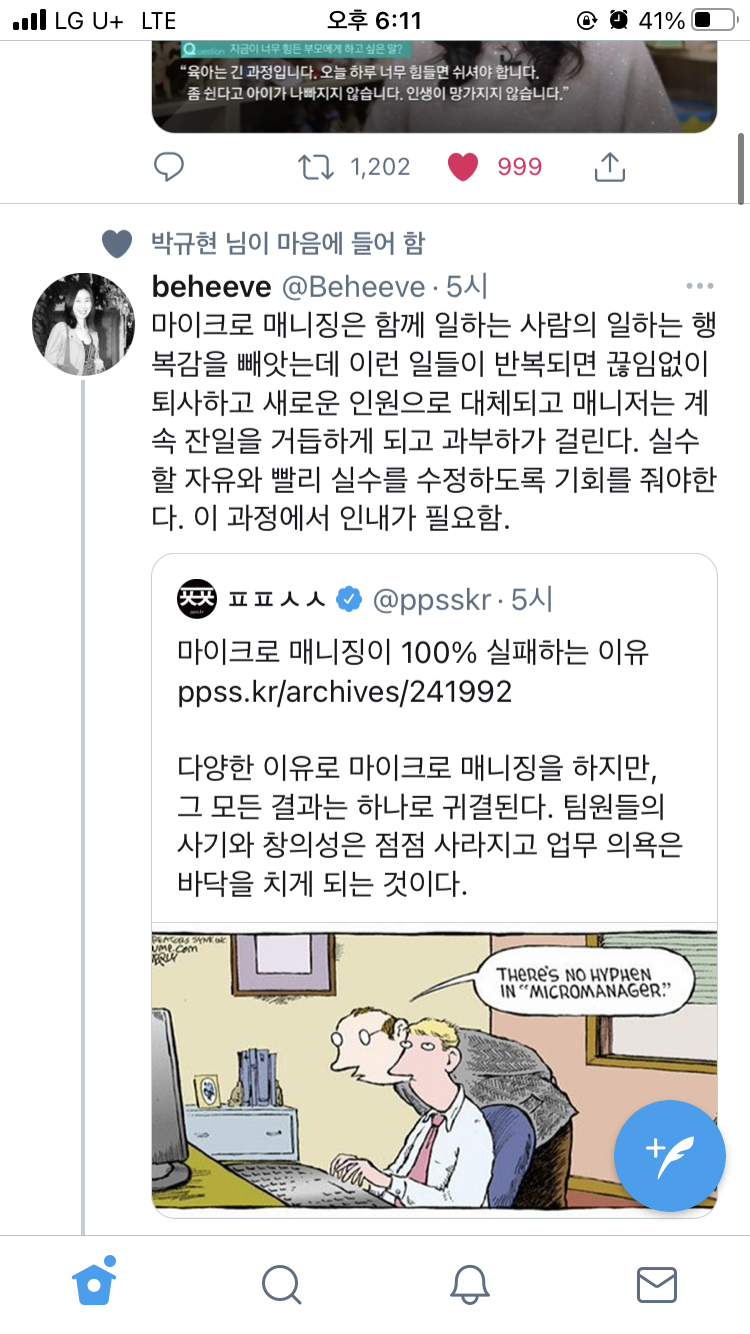 LG U+ LTE 오후 6:11 41%
Question 지금이 너무 힘든 부모에게 하고 싶은 말?
“육아는 긴 과정입니다. 오늘 하루 너무 힘들면 쉬셔야 합니다.
좀 쉰다고 아이가 나빠지지 않습니다. 인생이 망가지지 않습니다.”
1,202 999
박규현 님이 마음에 들어 함
beheeve @Beheeve · 5시
마이크로 매니징은 함께 일하는 사람의 일하는 행
복감을 빼앗는데 이런 일들이 반복되면 끊임없이
퇴사하고 새로운 인원으로 대체되고 매니저는 계
속 잔일을 거듭하게 되고 과부하가 걸린다. 실수
할 자유와 빨리 실수를 수정하도록 기회를 줘야한
다. 이 과정에서 인내가 필요함.
ㅍㅍㅅㅅ @ppsskr · 5시
마이크로 매니징이 100% 실패하는 이유
ppss.kr/archives/241992
다양한 이유로 마이크로 매니징을 하지만,
그 모든 결과는 하나로 귀결된다. 팀원들의
사기와 창의성은 점점 사라지고 업무 의욕은
바닥을 치게 되는 것이다.
THERE'S NO HYPHEN
IN “MICROMANAGER.”